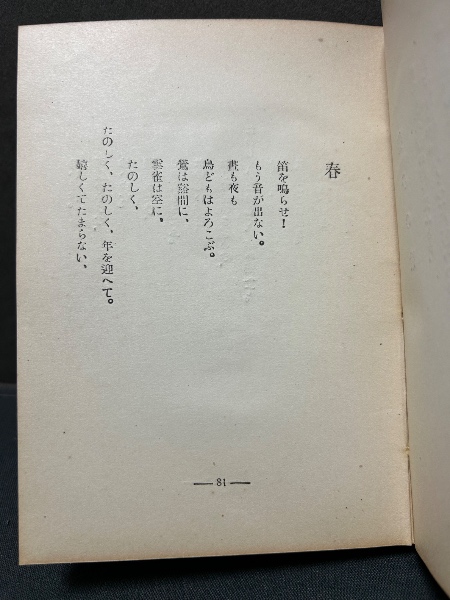 春
笛を鳴らせ！
もう音が出ない。
晝も夜も
鳥どもはよろこぶ。
鶯は谿間に、
雲雀は空に。
たのしく、
たのしく、たのしく、年を迎へて。
嬉しくてたまらない、
— 81 —